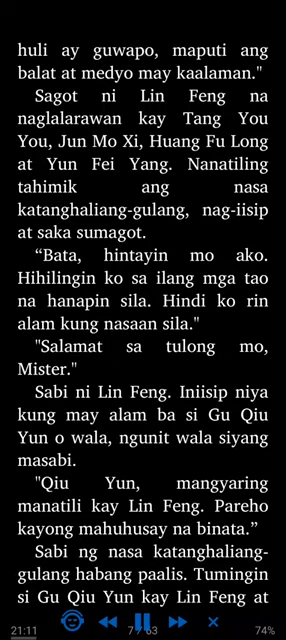 huli ay guwapo, maputi ang
balat at medyo may kaalaman."
Sagot ni Lin Feng na
naglalarawan kay Tang You
You, Jun Mo Xi, Huang Fu Long
at Yun Fei Yang. Nanatiling
tahimik ang nasa
katanghaliang-gulang, nag-iisip
at saka sumagot.
“Bata, hintayin mo ako.
Hihilingin ko sa ilang mga tao
na hanapin sila. Hindi ko rin
alam kung nasaan sila."
"Salamat sa tulong mo,
Mister."
Sabi ni Lin Feng. Iniisip niya
kung may alam ba si Gu Qiu
Yun o wala, ngunit wala siyang
masabi.
"Qiu Yun, mangyaring
manatili kay Lin Feng. Pareho
kayong mahuhusay na binata.”
Sabi ng nasa katanghaliang-
gulang habang paalis. Tumingin
si Gu Qiu Yun kay Lin Feng at
21:11 74%